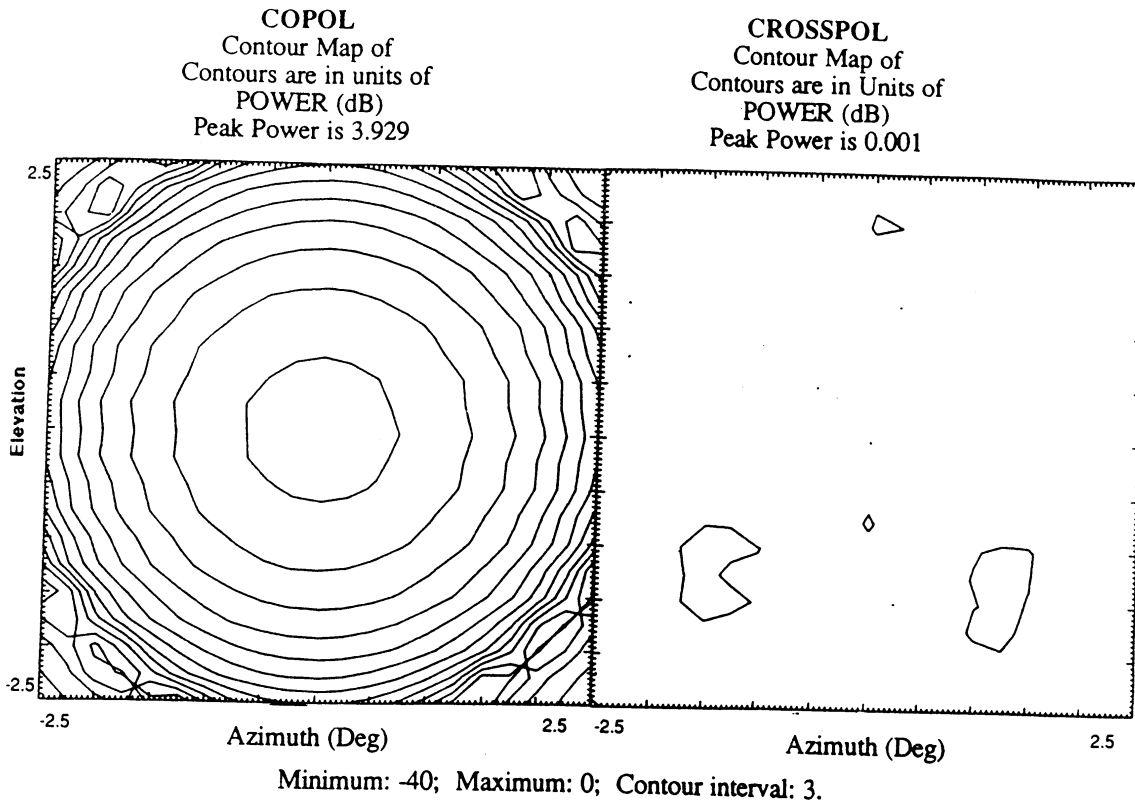 COPOL
Contour Map of
Contours are in units of
POWER (dB)
Peak Power is 3.929
CROSSPOL
Contour Map of
Contours are in Units of
POWER (dB)
Peak Power is 0.001
2.5
Elevation
-2.5
-2.5
2.5
-2.5
2.5
Azimuth (Deg)
Azimuth (Deg)
Minimum: -40; Maximum: 0; Contour interval: 3.